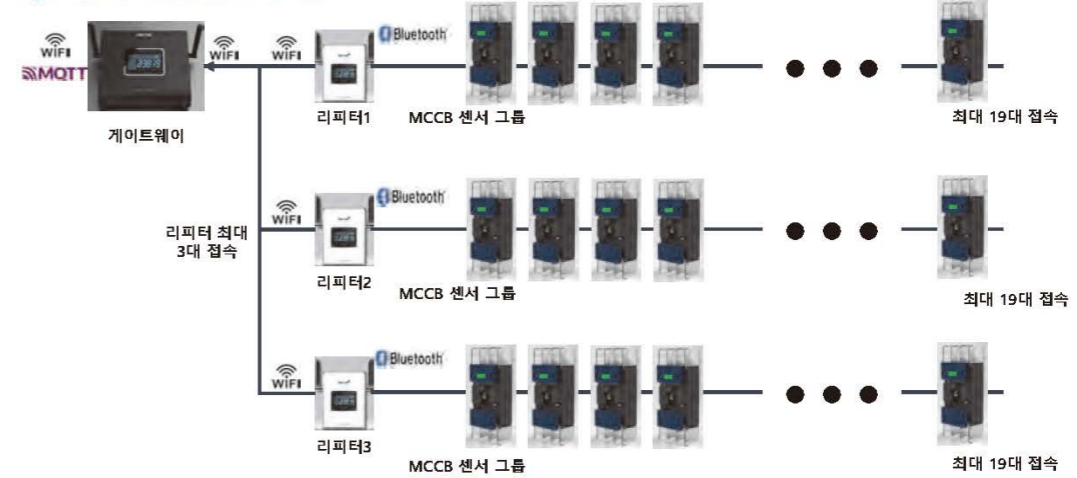 WiFi
MQTT
게이트웨이
WiFi
WiFi
Bluetooth
리피터1
MCCB 센서 그룹
최대 19대 접속
리피터 최대
3대 접속
WiFi
Bluetooth
리피터2
MCCB 센서 그룹
최대 19대 접속
WiFi
Bluetooth
리피터3
MCCB 센서 그룹
최대 19대 접속